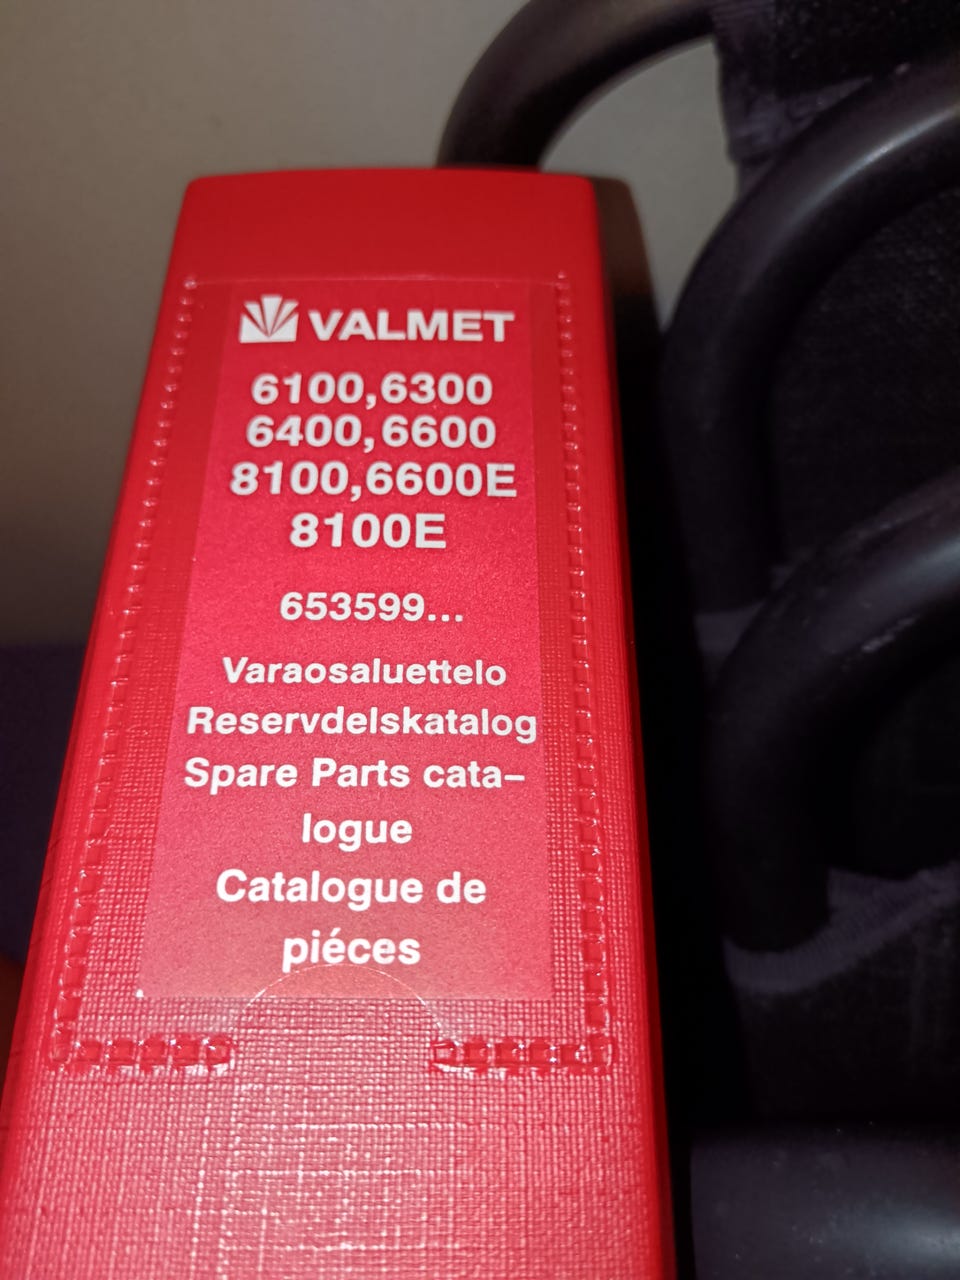 VALMET
6100,6300
6400,6600
8100,6600E
8100E
653599...
Varaosaluettelo
Reservdelskatalog
Spare Parts cata-
logue
Catalogue de
piéces